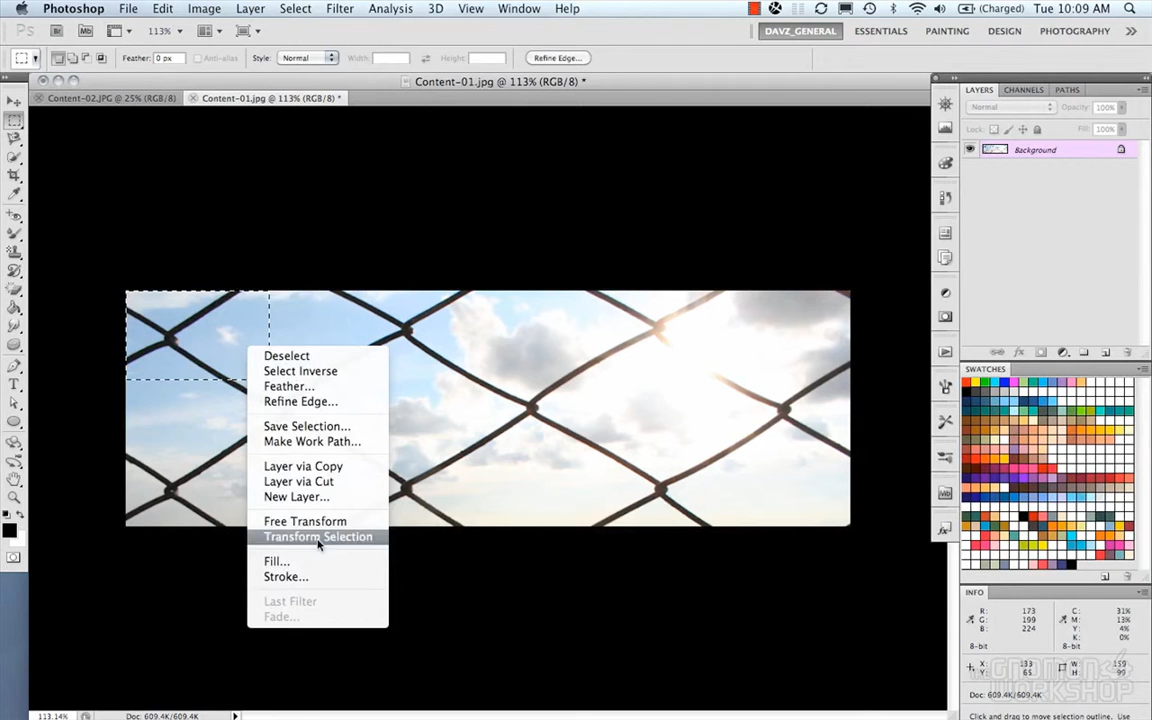 Photoshop File Edit Image Layer Select Filter Analysis 3D View Window Help (Charged) Tue 10:09 AM
Ps Br Mb 113% DAVZ_GENERAL ESSENTIALS PAINTING DESIGN PHOTOGRAPHY
Feather: 0 px Anti-alias Style: Normal Width: Height: Refine Edge...
Content-01.jpg @ 113% (RGB/8) *
Content-02.JPG @ 25% (RGB/8) Content-01.jpg @ 113% (RGB/8) *
LAYERS CHANNELS PATHS
Normal Opacity: 100%
Lock: Fill: 100%
Background
Deselect
Select Inverse
Feather...
Refine Edge...
Save Selection...
Make Work Path...
Layer via Copy
Layer via Cut
New Layer...
Free Transform
Transform Selection
Fill...
Stroke...
Last Filter
Fade...
SWATCHES
INFO
R: 173 C: 31%
G: 199 M: 13%
B: 224 Y: 4%
K: 0%
8-bit 8-bit
X: 133 W: 159
Y: 65 H: 99
Doc: 609.4K/609.4K
GNOMON WORKSHOP
Click and drag to move selection outline. Use
113.14% Doc: 609.4K/609.4K